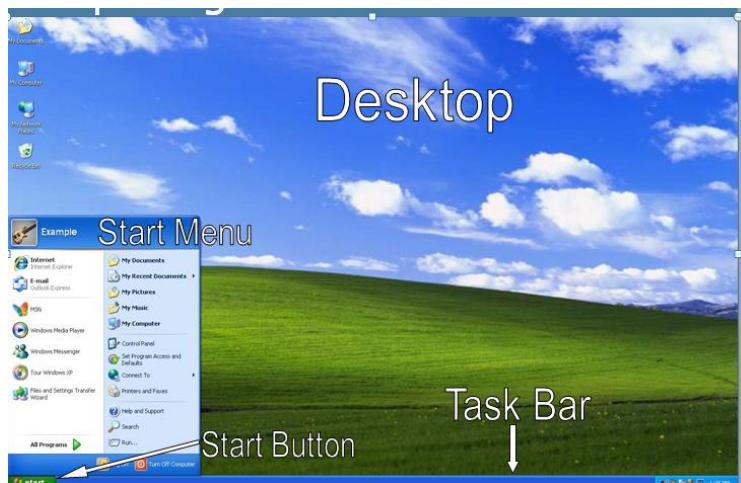 My Documents
My Computer
My Network
Places
Recycle Bin
Desktop
Example
Start Menu
Internet
Internet Explorer
E-mail
Outlook Express
MSN
Windows Media Player
Windows Messenger
Tour Windows XP
Files and Settings Transfer
Wizard
All Programs
My Documents
My Recent Documents
My Pictures
My Music
My Computer
Control Panel
Set Program Access and
Defaults
Connect To
Printers and Faxes
Help and Support
Search
Run...
Turn Off Computer
Start Button
Task Bar
start